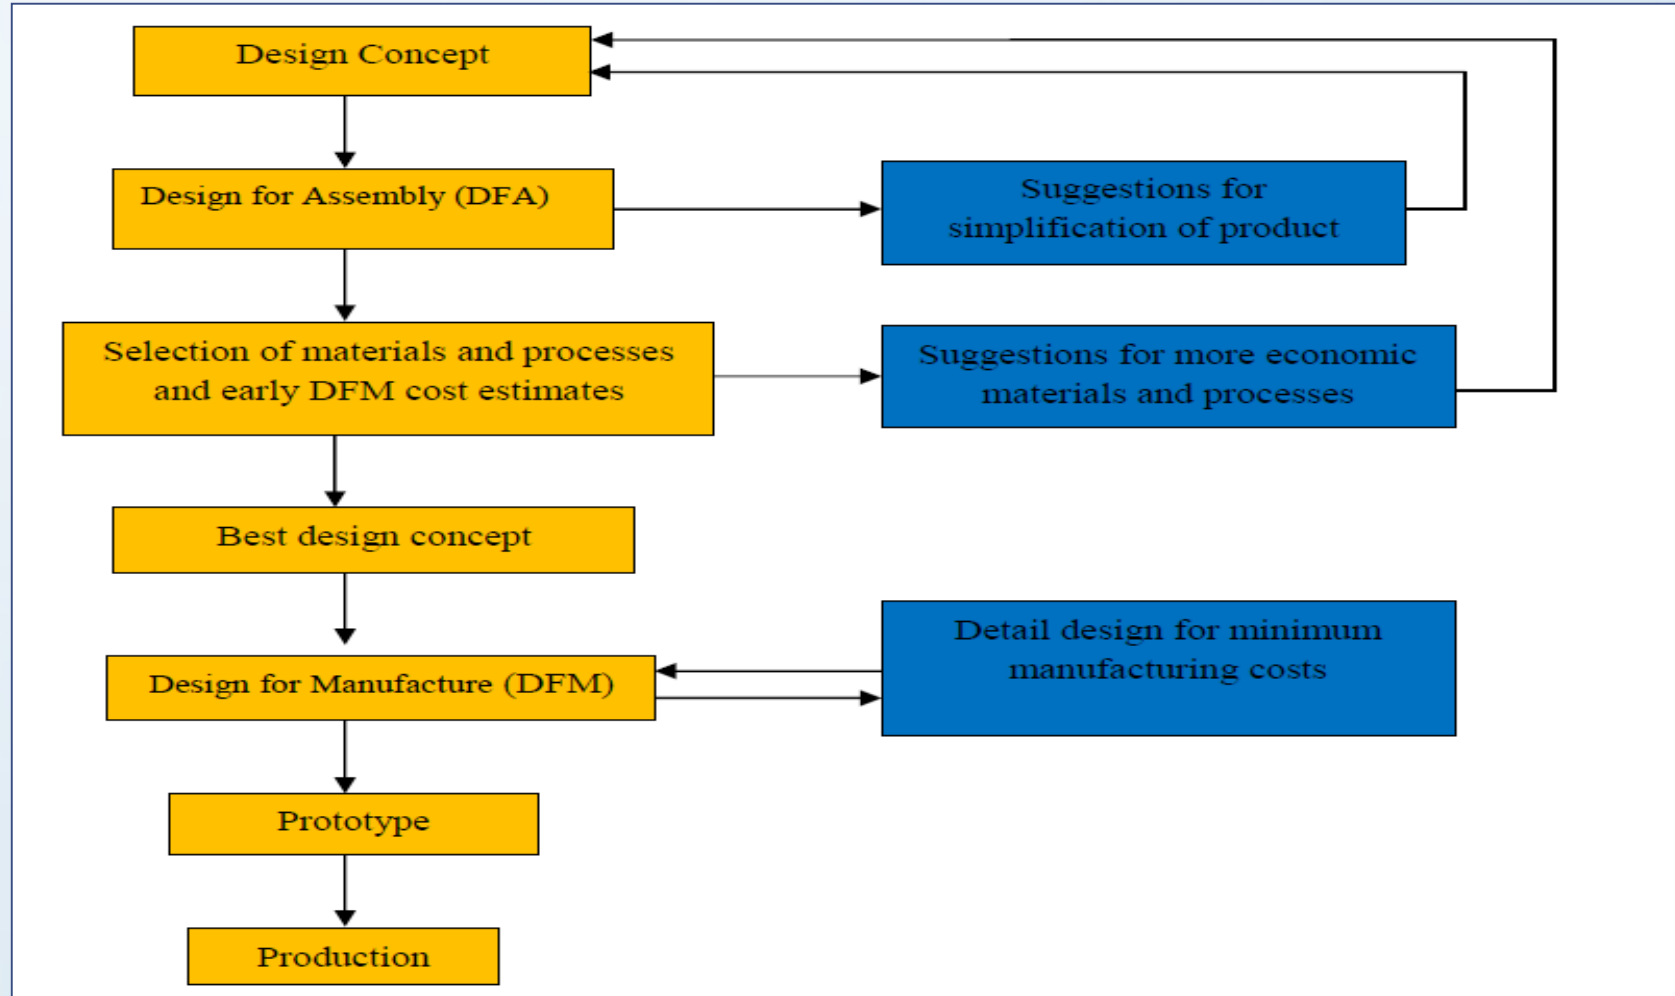 Design Concept
Design for Assembly (DFA)
Suggestions for
simplification of product
Selection of materials and processes
and early DFM cost estimates
Suggestions for more economic
materials and processes
Best design concept
Detail design for minimum
manufacturing costs
Design for Manufacture (DFM)
Prototype
Production